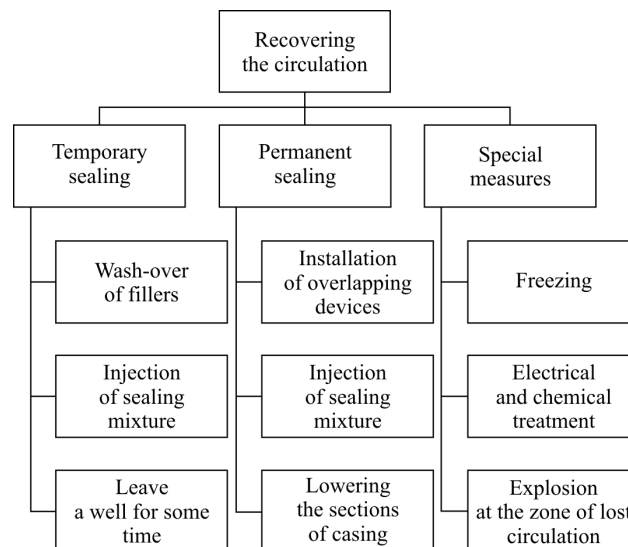 Recovering
the circulation
Temporary
sealing
Permanent
sealing
Special
measures
Wash-over
of fillers
Installation
of overlapping
devices
Freezing
Injection
of sealing
mixture
Injection
of sealing
mixture
Electrical
and chemical
treatment
Leave
a well for some
time
Lowering
the sections
of casing
Explosion
at the zone of lost
circulation